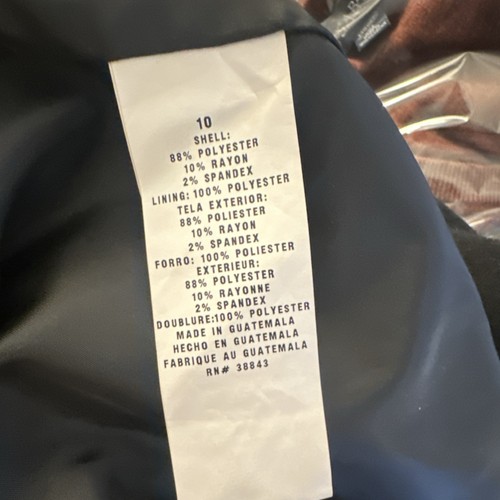 10
SHELL:
88% POLYESTER
10% RAYON
2% SPANDEX
LINING: 100% POLYESTER
TELA EXTERIOR:
88% POLIESTER
10% RAYON
2% SPANDEX
FORRO: 100% POLIESTER
EXTERIEUR:
88% POLYESTER
10% RAYONNE
2% SPANDEX
DOUBLURE:100% POLYESTER
MADE IN GUATEMALA
HECHO EN GUATEMALA
FABRIQUE AU GUATEMALA
RN# 38843